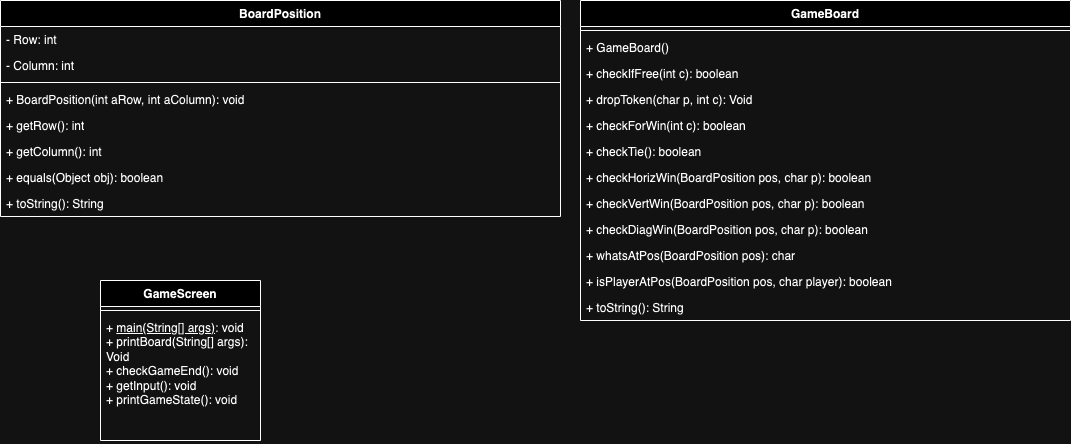 BoardPosition
- Row: int
- Column: int
+ BoardPosition(int aRow, int aColumn): void
+ getRow(): int
+ getColumn(): int
+ equals(Object obj): boolean
+ toString(): String
GameBoard
+ GameBoard()
+ checkIfFree(int c): boolean
+ dropToken(char p, int c): Void
+ checkForWin(int c): boolean
+ checkTie(): boolean
+ checkHorizWin(BoardPosition pos, char p): boolean
+ checkVertWin(BoardPosition pos, char p): boolean
+ checkDiagWin(BoardPosition pos, char p): boolean
+ whatsAtPos(BoardPosition pos): char
+ isPlayerAtPos(BoardPosition pos, char player): boolean
+ toString(): String
GameScreen
+ main(String[] args): void
+ printBoard(String[] args):
Void
+ checkGameEnd(): void
+ getInput(): void
+ printGameState(): void